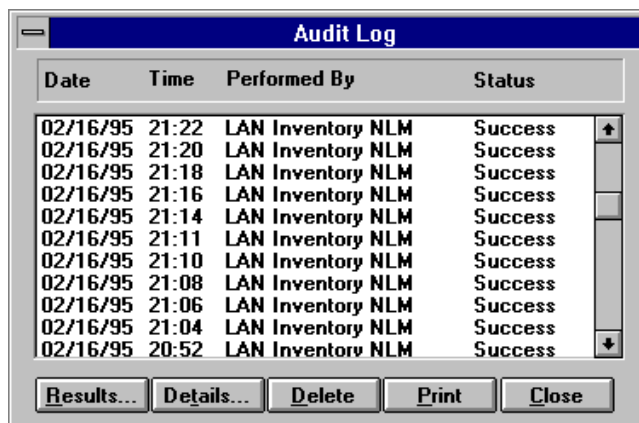 Audit Log
Date Time Performed By Status
02/16/95 21:22 LAN Inventory NLM Success
02/16/95 21:20 LAN Inventory NLM Success
02/16/95 21:18 LAN Inventory NLM Success
02/16/95 21:16 LAN Inventory NLM Success
02/16/95 21:14 LAN Inventory NLM Success
02/16/95 21:11 LAN Inventory NLM Success
02/16/95 21:10 LAN Inventory NLM Success
02/16/95 21:08 LAN Inventory NLM Success
02/16/95 21:06 LAN Inventory NLM Success
02/16/95 21:04 LAN Inventory NLM Success
02/16/95 20:52 LAN Inventory NLM Success
Results... Details... Delete Print Close